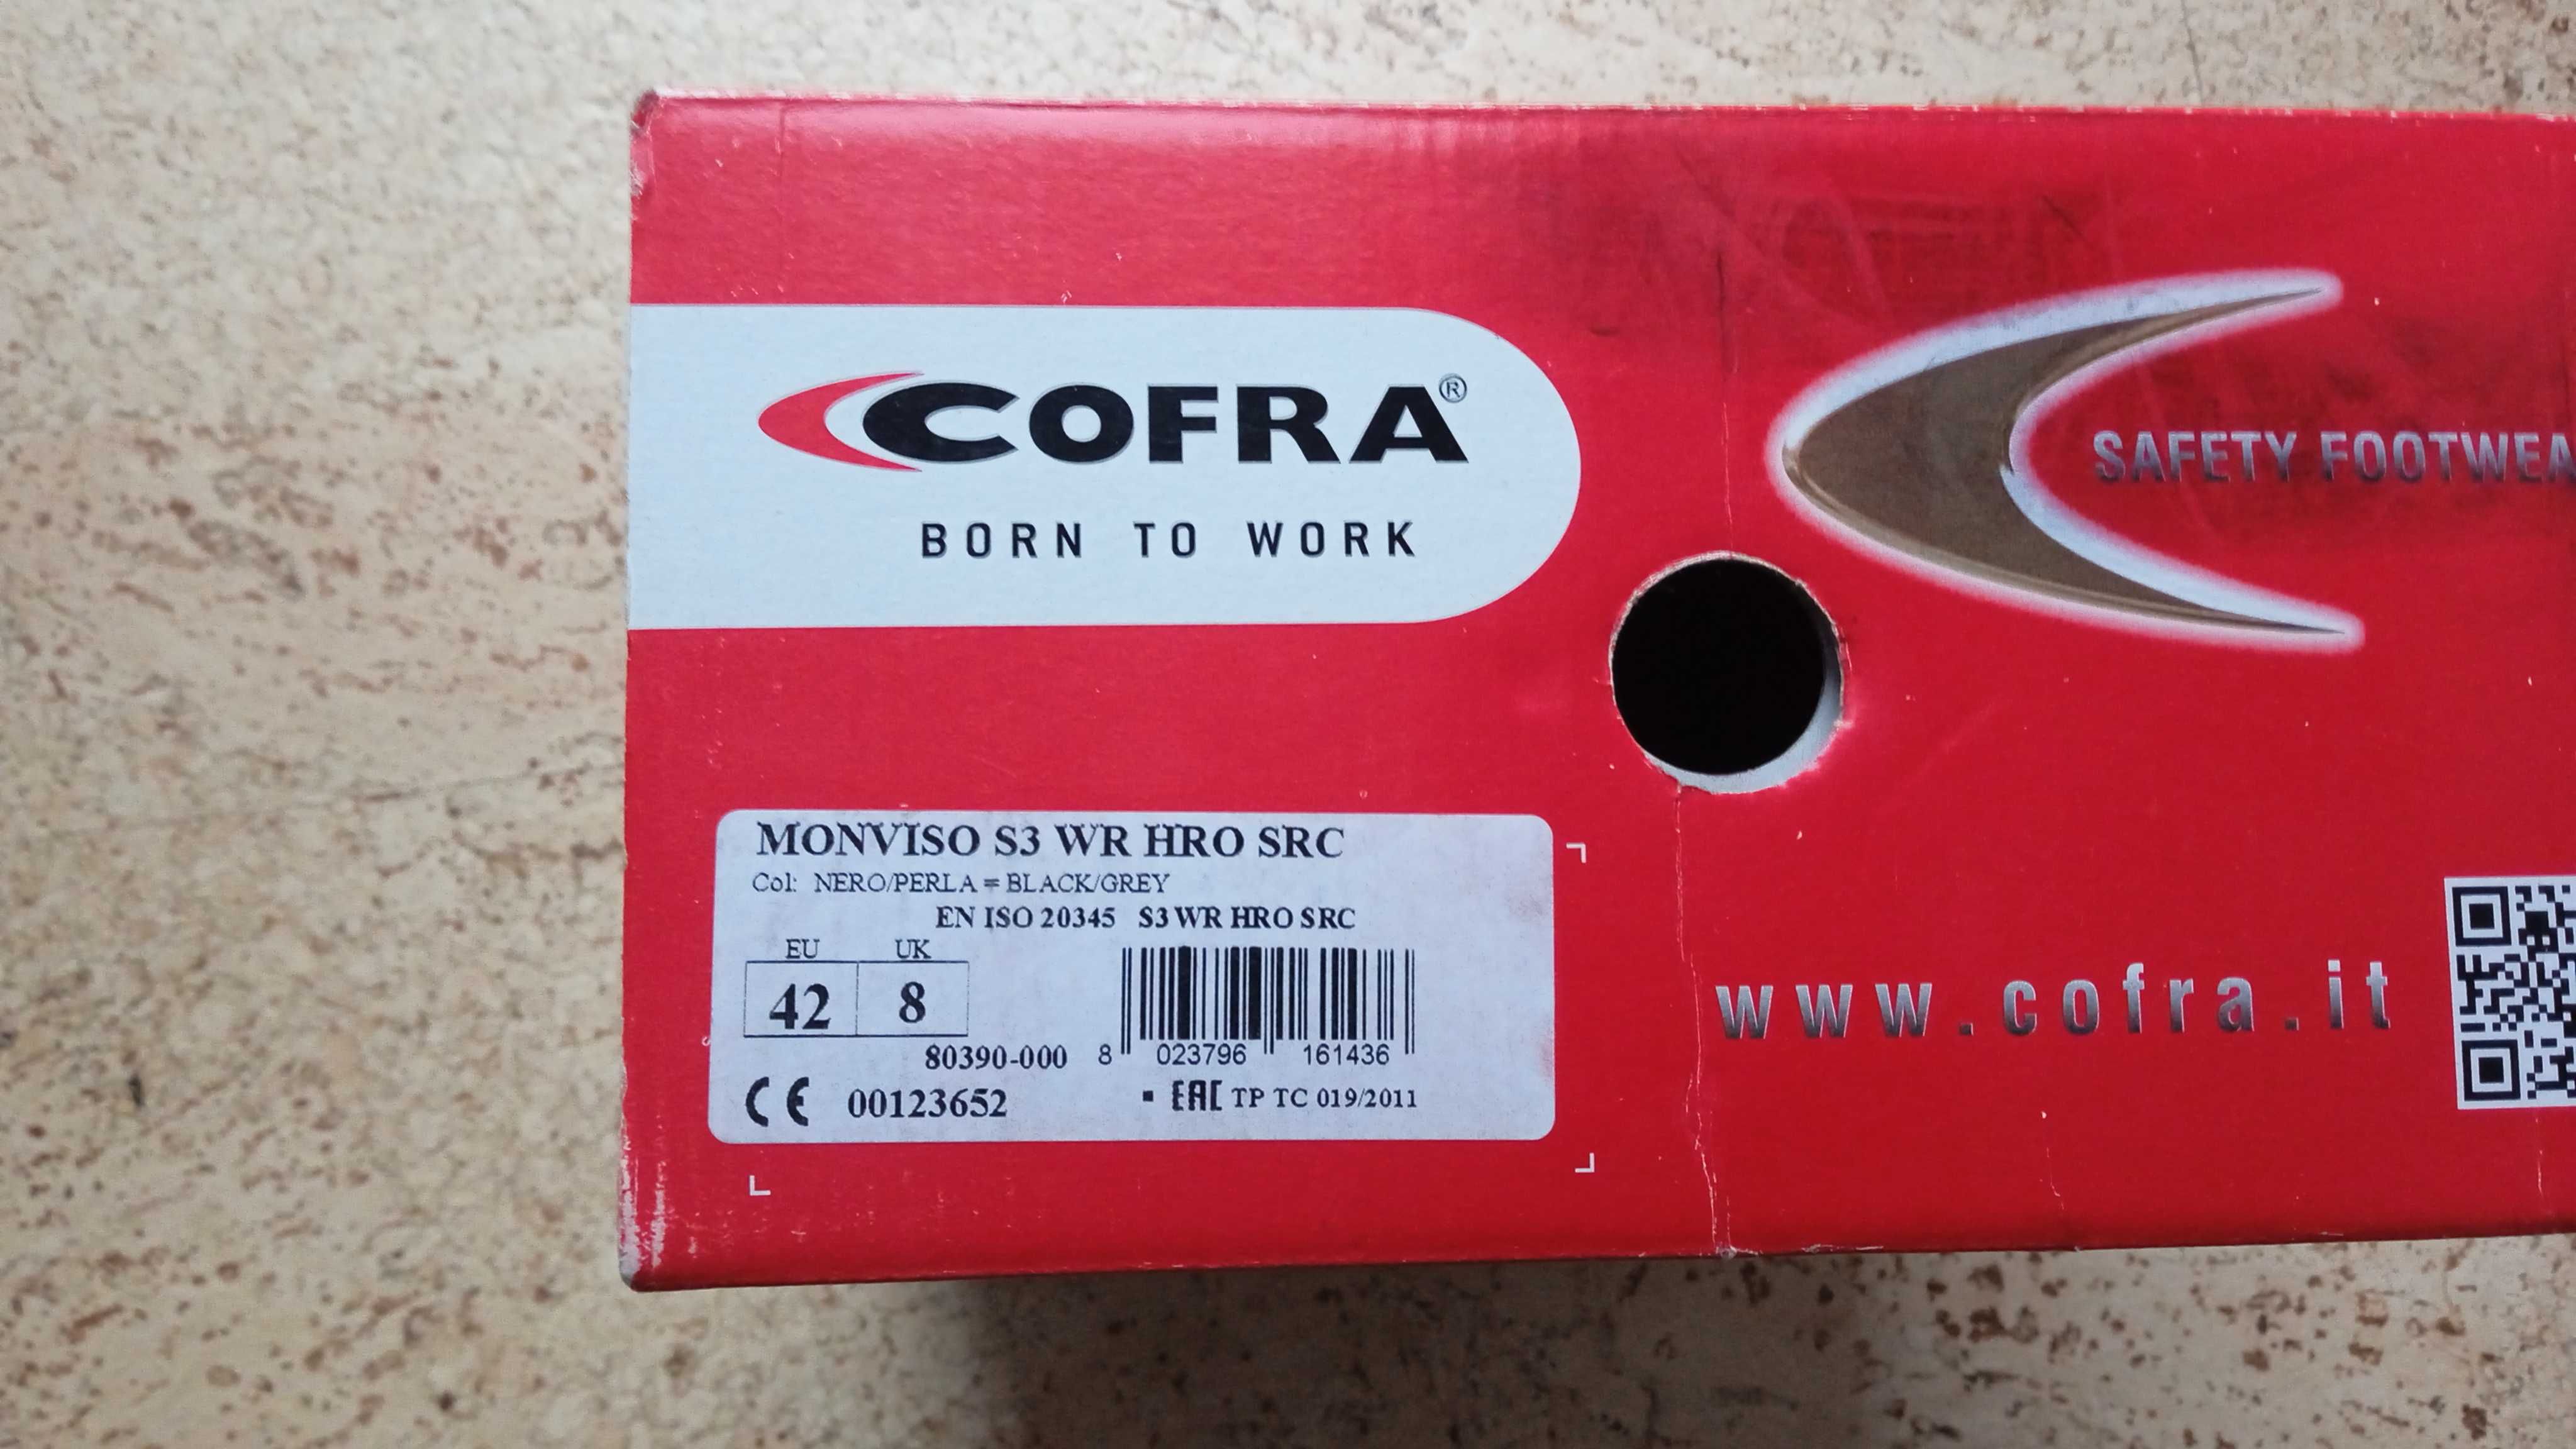 COFRA®
BORN TO WORK
SAFETY FOOTWEA
MONVISO S3 WR HRO SRC
Col: NERO/PERLA = BLACK/GREY
EN ISO 20345 S3 WR HRO SRC
EU UK
42 8
80390-000 8 023796 161436
CE 00123652 EAC TP TC 019/2011
www.cofra.it